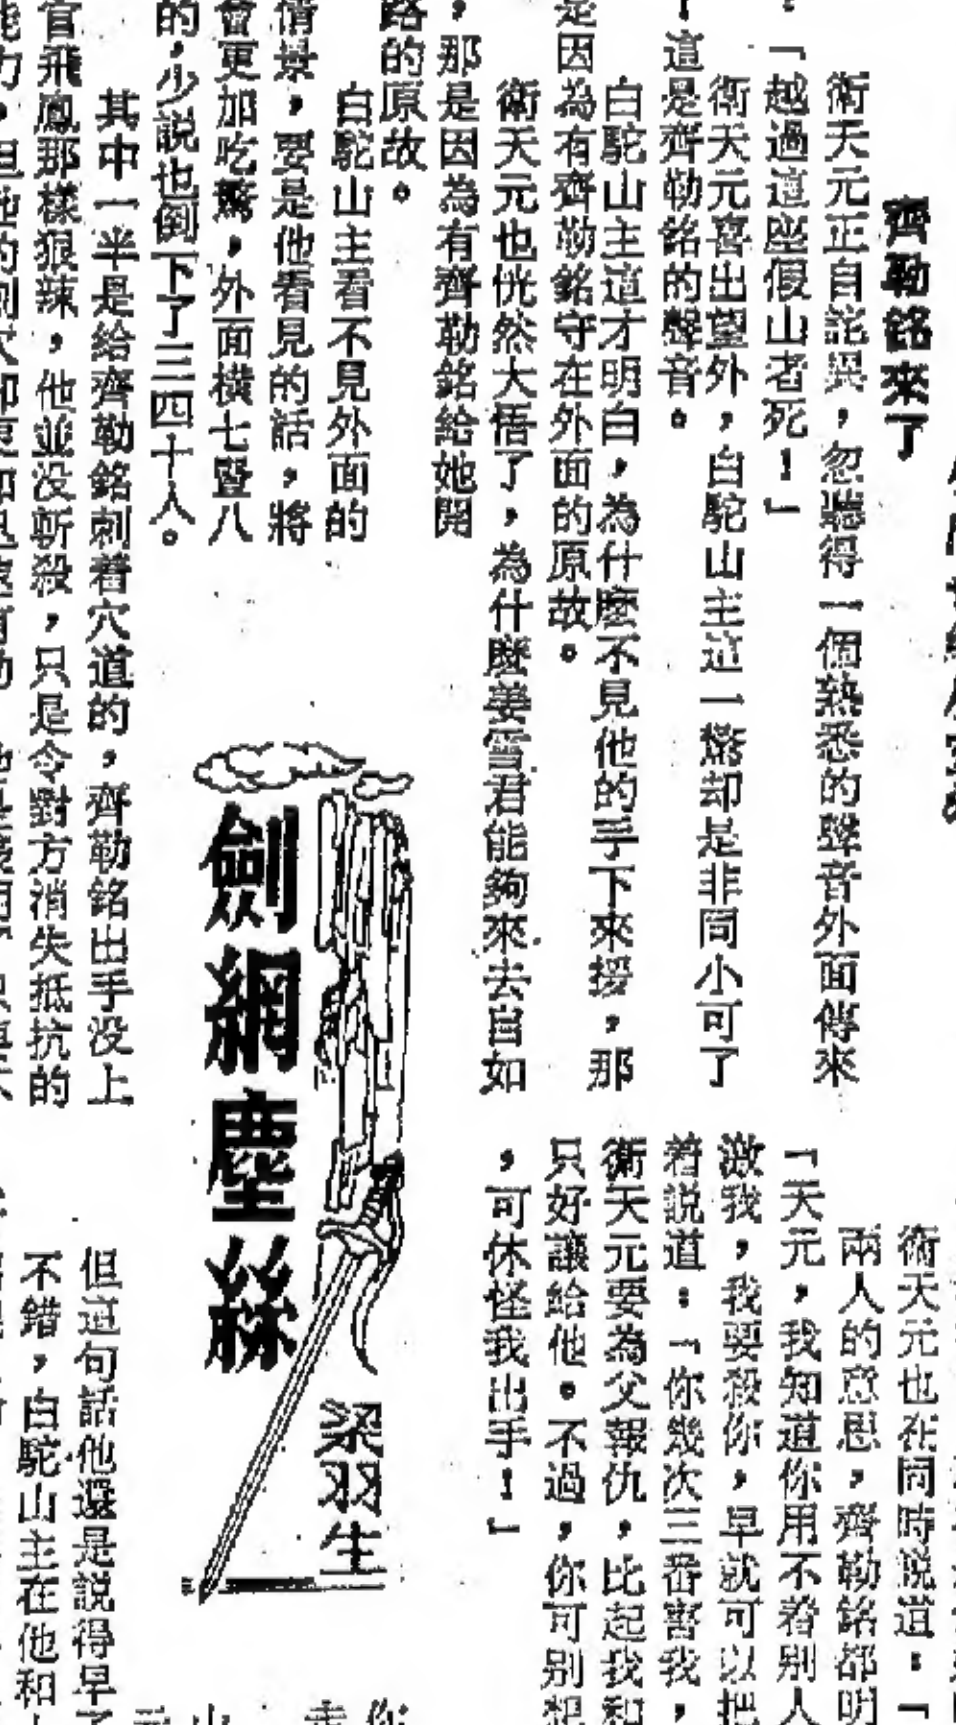 齊勒銘來了
衛天元正自詫異，忽聽得一個熟悉的聲音外面傳來
：「越過這座假山者死！」
衛天元喜出望外，白駝山主這一驚却是非同小可了
，這是齊勒銘的聲音。
白駝山主這才明白，為什麼不見他的手下來援，那
是因為有齊勒銘守在外面的原故。
衛天元也恍然大悟了，為什麼姜雪君能夠來去自如
，那是因為有齊勒銘給她開
路的原故。
白駝山主看不見外面的
情景，要是他看見的話，將
會更加吃驚，外面橫七豎八
的，少説也倒下了三四十人。
其中一半是給齊勒銘刺着穴道的，齊勒銘出手没上
官飛鳳那樣狠辣，他並没斬殺，只是令對方消失抵抗的
劍網塵絲
梁羽生
衛天元也在同時説道：「
兩人的意思，齊勒銘都明
「天元，我知道你用不着别人
激我，我要殺你，早就可以把
着説道：「你幾次三番害我，
衛天元要為父報仇，比起我和
只好讓給他。不過，你可别想
，可休怪我出手！」
但這句話他還是説得早了
不錯，白駝山主在他和